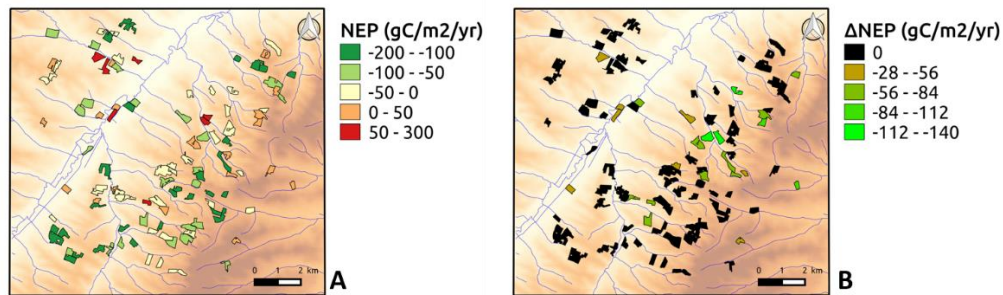 NEP (gC/m2/yr)
-200 - -100
-100 - -50
-50 - 0
0 - 50
50 - 300
0 1 2 km
A
ΔNEP (gC/m2/yr)
0
-28 - -56
-56 - -84
-84 - -112
-112 - -140
0 1 2 km
B